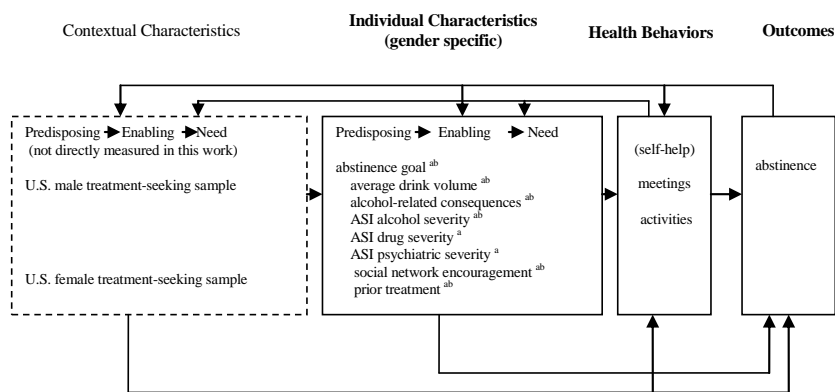 Contextual Characteristics
Individual Characteristics
(gender specific)
Health Behaviors
Outcomes
Predisposing Enabling Need
(not directly measured in this work)
U.S. male treatment-seeking sample
U.S. female treatment-seeking sample
Predisposing Enabling Need
abstinence goal ab
average drink volume ab
alcohol-related consequences ab
ASI alcohol severity ab
ASI drug severity a
ASI psychiatric severity a
social network encouragement ab
prior treatment ab
(self-help)
meetings
activities
abstinence